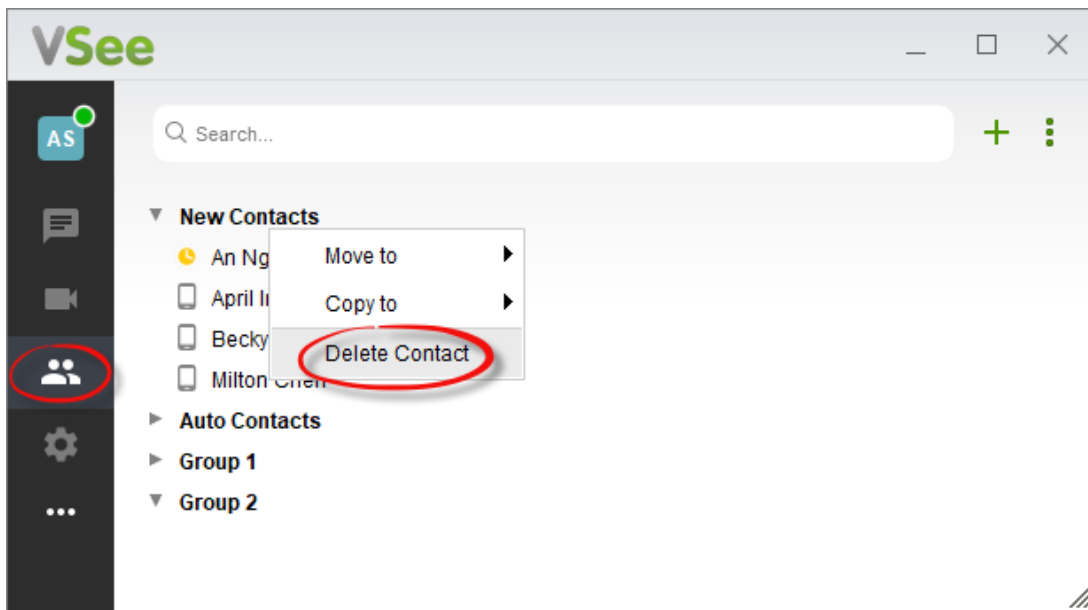 VSee
AS
Search...
New Contacts
An Ng
Move to
April
Copy to
Becky
Delete Contact
Milton Chen
Auto Contacts
Group 1
Group 2